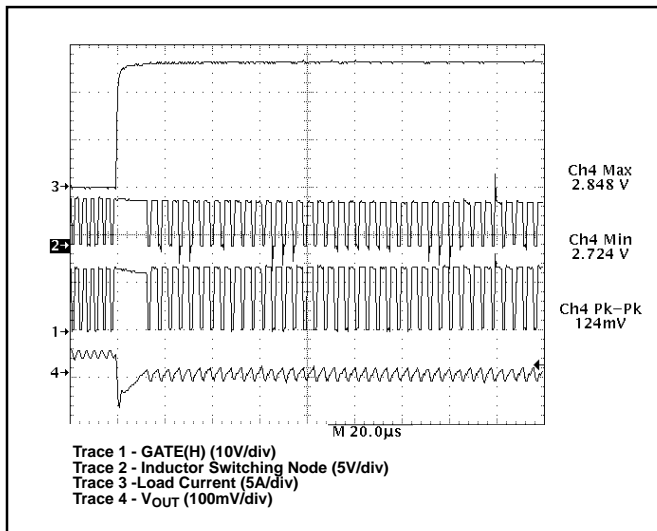 3
Ch4 Max
2.848 V
2
Ch4 Min
2.724 V
Ch4 Pk–Pk
124mV
1
4
M 20.0µs
Trace 1 - GATE(H) (10V/div)
Trace 2 - Inductor Switching Node (5V/div)
Trace 3 -Load Current (5A/div)
Trace 4 - VOUT (100mV/div)